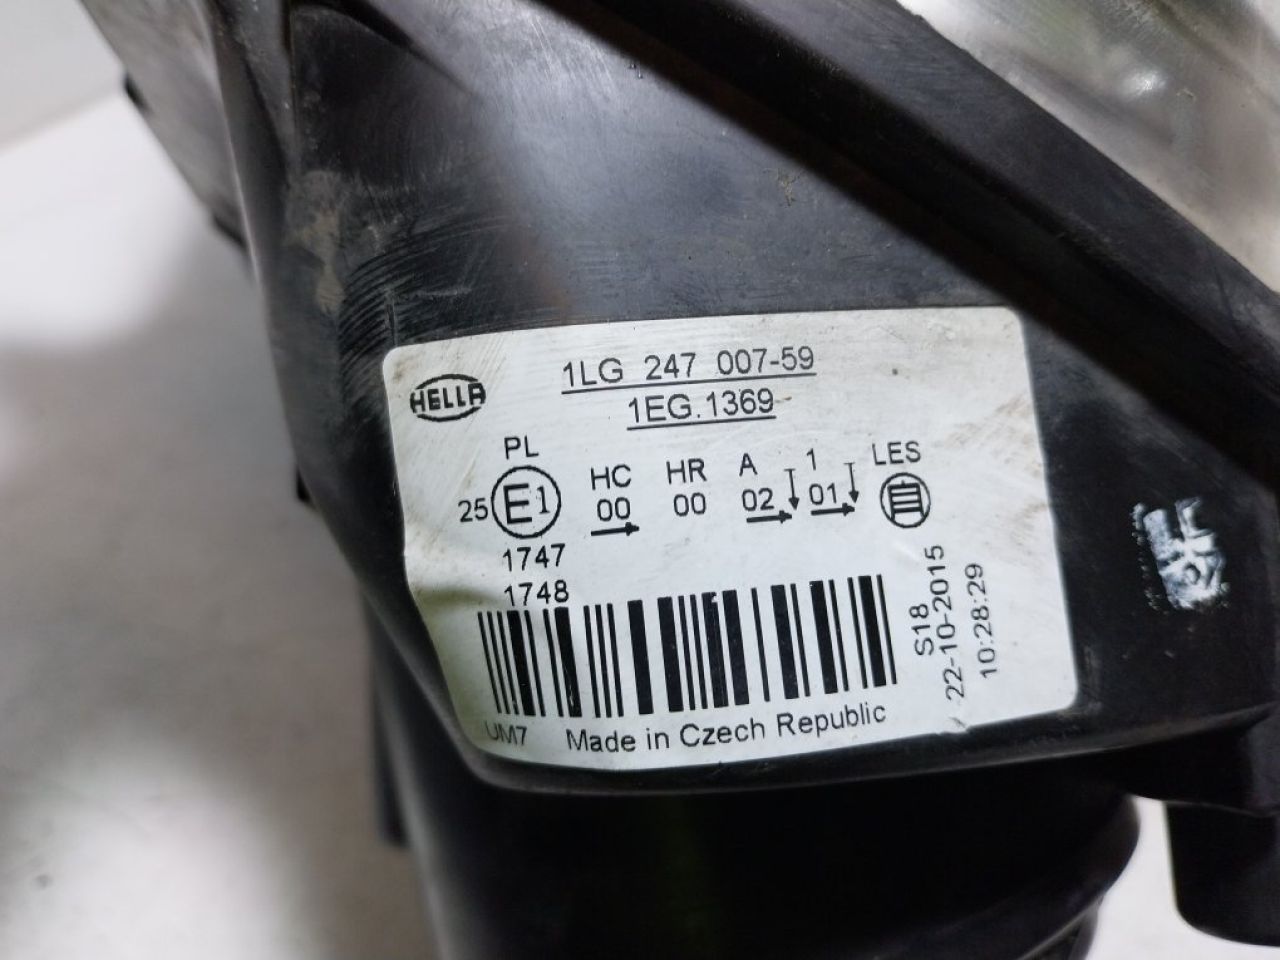 HELLA
1LG 247 007-59
1EG.1369
PL
25 E1
HC 00
HR 00
A 02
1 01
LES
1747
1748
S18
22-10-2015
10:28:29
UM7 Made in Czech Republic